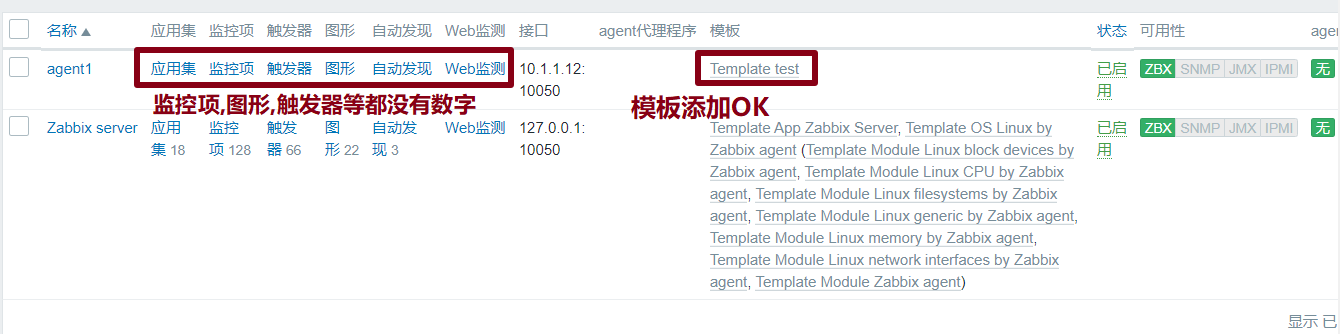 名称 应用集 监控项 触发器 图形 自动发现 Web监测 接口 agent代理程序 模板 状态 可用性 age
agent1 应用集 监控项 触发器 图形 自动发现 Web监测 10.1.1.12: Template test 已启 ZBX SNMP JMX IPMI 无
10050 用
监控项,图形,触发器等都没有数字 模板添加OK
Zabbix server 应用 监控 触发 图 自动发 Web监测 127.0.0.1: Template App Zabbix Server, Template OS Linux by 已启 ZBX SNMP JMX IPMI 无
集 18 项 128 器 66 形 22 现 3 10050 Zabbix agent (Template Module Linux block devices by 用
Zabbix agent, Template Module Linux CPU by Zabbix
agent, Template Module Linux filesystems by Zabbix
agent, Template Module Linux generic by Zabbix agent,
Template Module Linux memory by Zabbix agent,
Template Module Linux network interfaces by Zabbix
agent, Template Module Zabbix agent)
显示 已